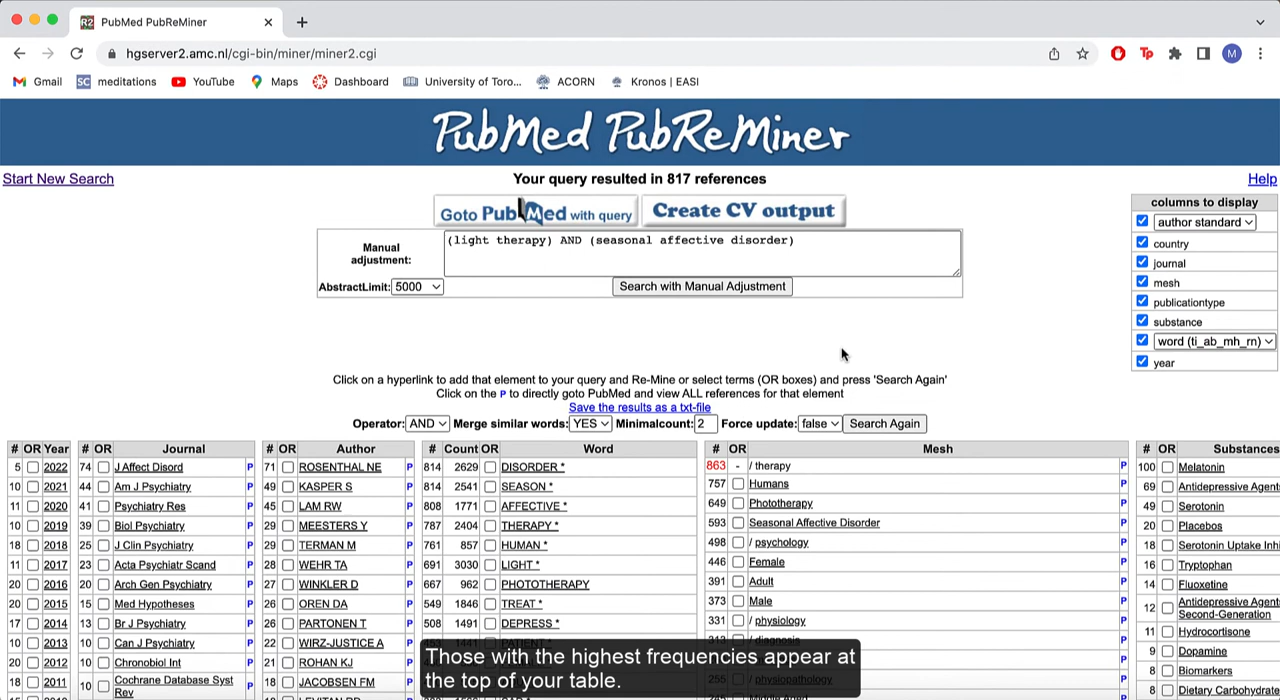 R2 PubMed PubReMiner
hgserver2.amc.nl/cgi-bin/miner/miner2.cgi
Tp M
Gmail SC meditations YouTube Maps Dashboard University of Toro... ACORN Kronos | EASI
PubMed PubReMiner
Start New Search Your query resulted in 817 references Help
Goto PubMed with query Create CV output
Manual adjustment: (light therapy) AND (seasonal affective disorder)
AbstractLimit: 5000 Search with Manual Adjustment
columns to display
author standard
country
journal
mesh
publicationtype
substance
word (ti_ab_mh_rn)
year
Click on a hyperlink to add that element to your query and Re-Mine or select terms (OR boxes) and press 'Search Again'
Click on the P to directly goto PubMed and view ALL references for that element
Save the results as a txt-file
Operator: AND Merge similar words: YES Minimalcount: 2 Force update: false Search Again
# OR Year
5 2022
10 2021
11 2020
10 2019
18 2018
11 2017
20 2016
20 2015
17 2014
10 2013
20 2012
18 2011
# OR Journal
74 J Affect Disord P
44 Am J Psychiatry P
41 Psychiatry Res P
39 Biol Psychiatry P
25 J Clin Psychiatry P
23 Acta Psychiatr Scand P
20 Arch Gen Psychiatry P
15 Med Hypotheses P
13 Br J Psychiatry P
10 Can J Psychiatry P
10 Chronobiol Int P
10 Cochrane Database Syst Rev P
# OR Author
71 ROSENTHAL NE P
49 KASPER S P
45 LAM RW P
29 MEESTERS Y P
29 TERMAN M P
28 WEHR TA P
27 WINKLER D P
26 OREN DA P
26 PARTONEN T P
22 WIRZ-JUSTICE A P
21 ROHAN KJ P
18 JACOBSEN FM P
# Count OR Word
814 2629 DISORDER *
814 2541 SEASON *
808 1771 AFFECTIVE *
787 2404 THERAPY *
761 857 HUMAN *
691 3030 LIGHT *
667 962 PHOTOTHERAPY
549 1846 TREAT *
508 1491 DEPRESS *
# OR Mesh
863 - / therapy P
757 Humans P
649 Phototherapy P
593 Seasonal Affective Disorder P
498 / psychology P
446 Female P
391 Adult P
373 Male P
331 / physiology P
/ diagnosis P
255 / physiopathology P
# OR Substances
100 Melatonin
69 Antidepressive Agent
49 Serotonin
20 Placebos
18 Serotonin Uptake Inhi
16 Tryptophan
14 Fluoxetine
12 Antidepressive Agent
Second-Generation
11 Hydrocortisone
9 Dopamine
8 Biomarkers
8 Dietary Carbohydrate
Those with the highest frequencies appear at
the top of your table.